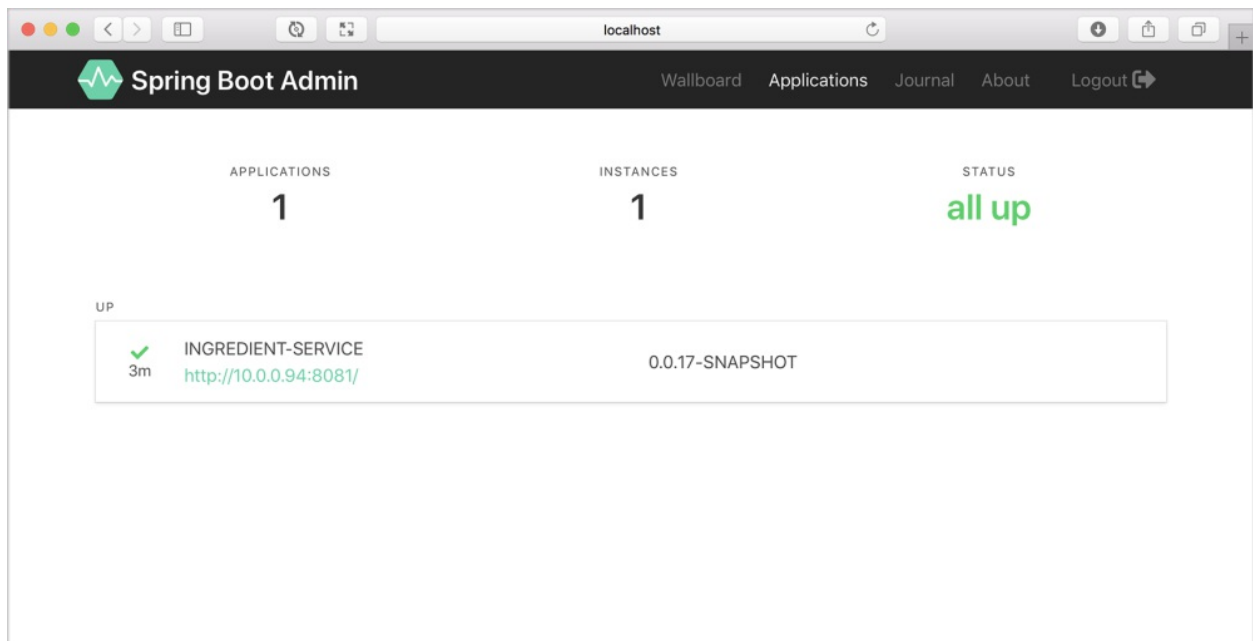 localhost
Spring Boot Admin Wallboard Applications Journal About Logout
APPLICATIONS INSTANCES STATUS
1 1 all up
UP
INGREDIENT-SERVICE
3m http://10.0.0.94:8081/ 0.0.17-SNAPSHOT